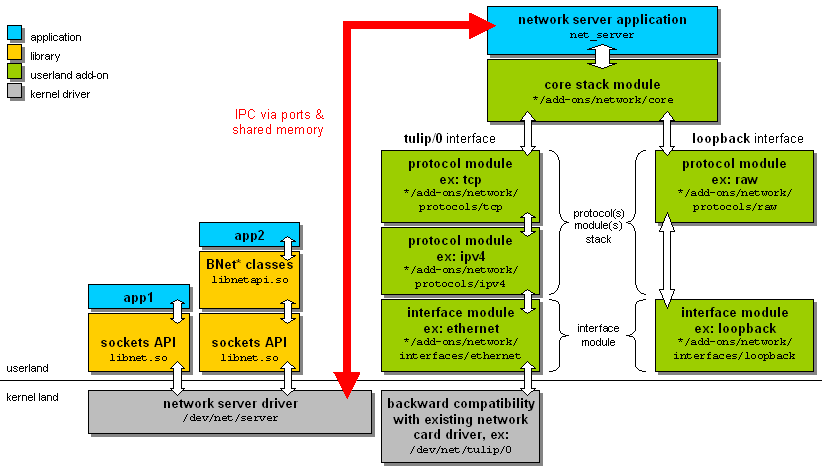 application
library
userland add-on
kernel driver
network server application
net_server
core stack module
*/add-ons/network/core
IPC via ports &
shared memory
tulip/0 interface
loopback interface
protocol module
ex: tcp
*/add-ons/network/
protocols/tcp
protocol module
ex: raw
*/add-ons/network/
protocols/raw
protocol(s)
module(s)
stack
protocol module
ex: ipv4
*/add-ons/network/
protocols/ipv4
app2
BNet* classes
libnetapi.so
app1
sockets API
libnet.so
sockets API
libnet.so
interface module
ex: ethernet
*/add-ons/network/
interfaces/ethernet
interface
module
interface module
ex: loopback
*/add-ons/network/
interfaces/loopback
userland
kernel land
network server driver
/dev/net/server
backward compatibility
with existing network
card driver, ex:
/dev/net/tulip/0